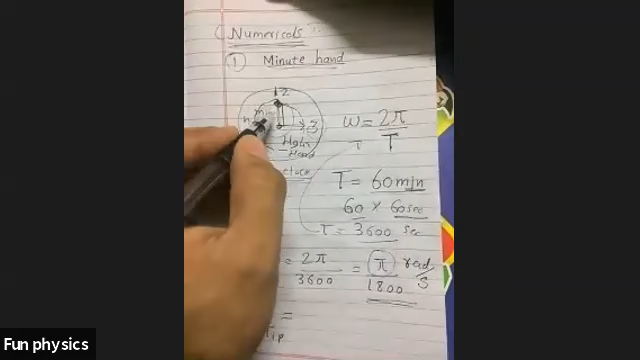 Numericals
① Minute hand
12
3
Hour
Hand
clock
ω = 2π / T
T
T = 60 min
60 × 60 sec
T = 3600 sec
= 2π / 3600 = π / 1800 rad/s
=
Tip
Fun physics